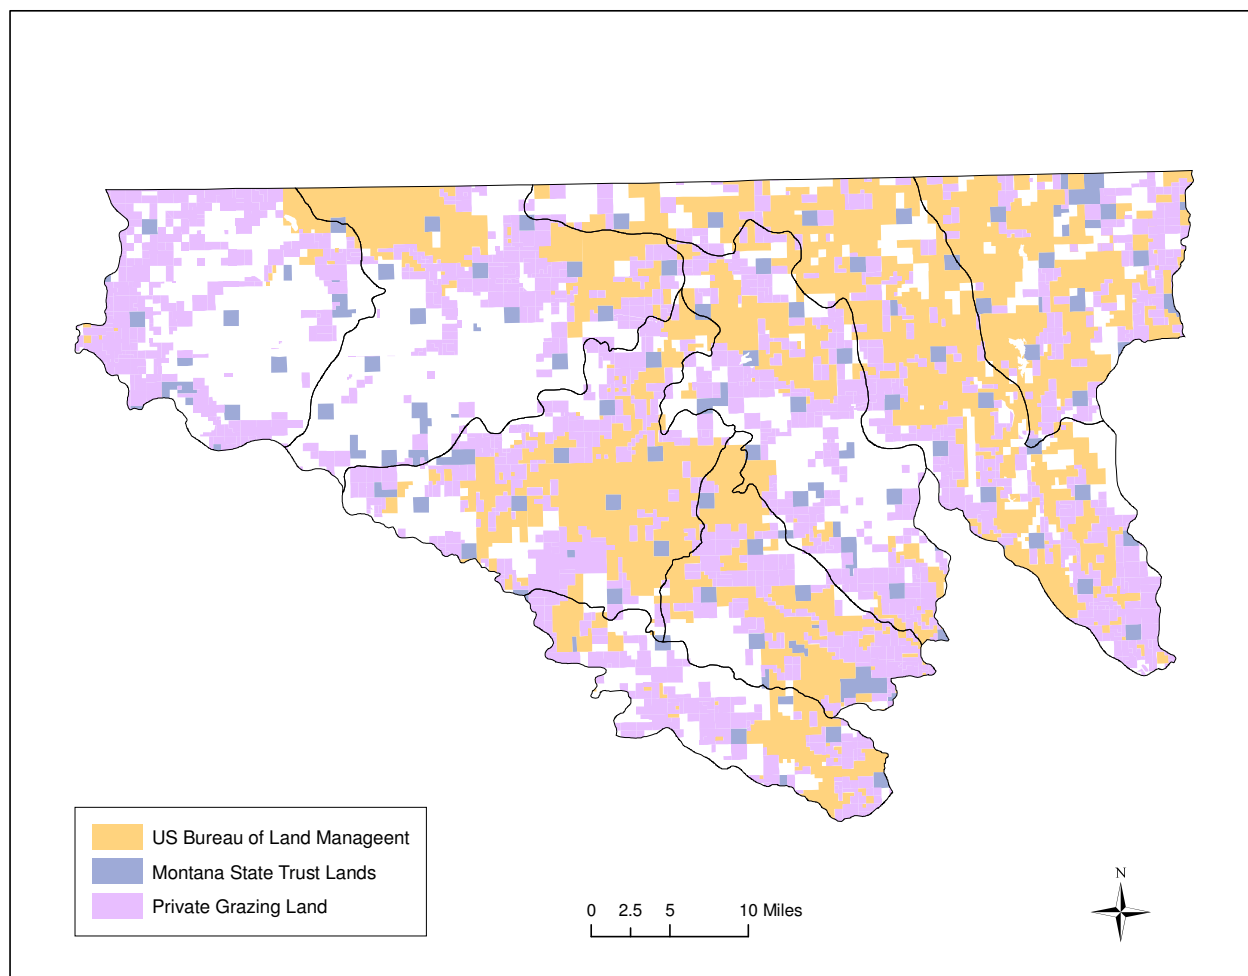 US Bureau of Land Manageent
Montana State Trust Lands
Private Grazing Land
0 2.5 5 10 Miles
N